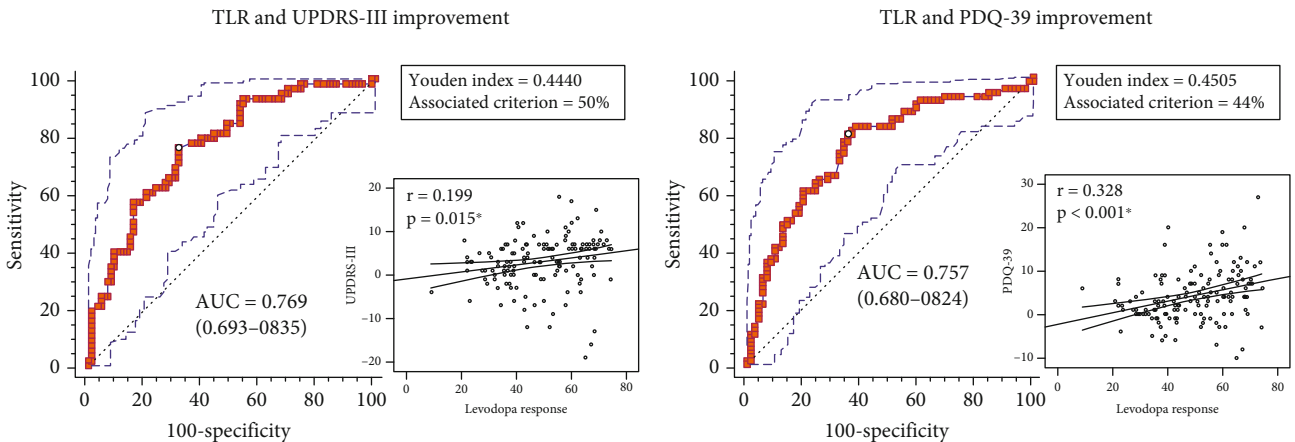 TLR and UPDRS-III improvement
Youden index = 0.4440
Associated criterion = 50%
Sensitivity
100
80
60
40
20
0
0 20 40 60 80 100
100-specificity
AUC = 0.769
(0.693–0835)
r = 0.199
p = 0.015*
UPDRS-III
20
10
0
−10
−20
0 20 40 60 80
Levodopa response
TLR and PDQ-39 improvement
Youden index = 0.4505
Associated criterion = 44%
Sensitivity
100
80
60
40
20
0
0 20 40 60 80 100
100-specificity
AUC = 0.757
(0.680–0824)
r = 0.328
p < 0.001*
PDQ-39
30
20
10
0
−10
0 20 40 60 80
Levodopa response